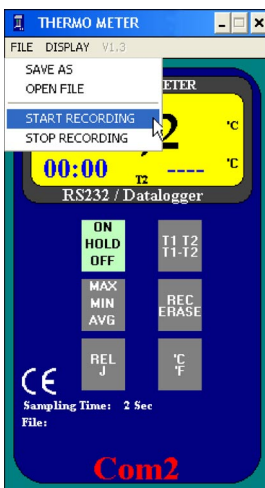 THERMO METER
FILE DISPLAY V1.3
SAVE AS
OPEN FILE
START RECORDING
STOP RECORDING
ETER
2 °C
00:00 T2 ---- °C
RS232 / Datalogger
ON
HOLD
OFF
T1 T2
T1-T2
MAX
MIN
AVG
REC
ERASE
REL
J
°C
°F
CE
Sampling Time: 2 Sec
File:
Com2